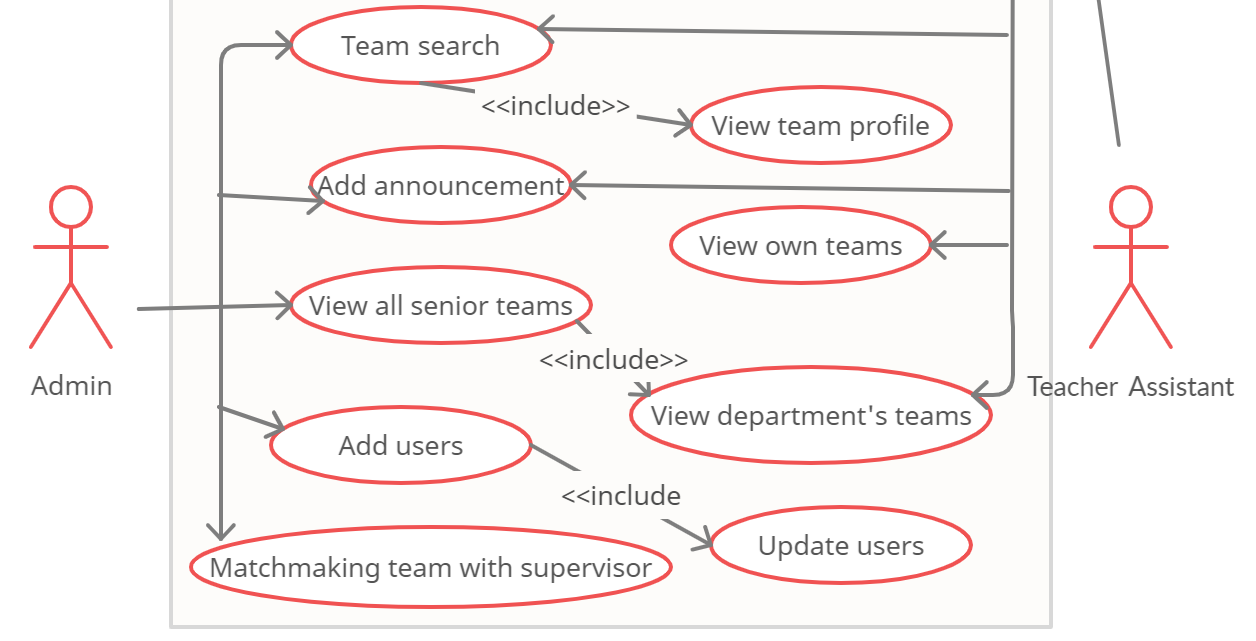 Team search
<<include>>
View team profile
Add announcement
View own teams
View all senior teams
<<include>>
Admin
Teacher Assistant
View department's teams
Add users
<<include
Update users
Matchmaking team with supervisor